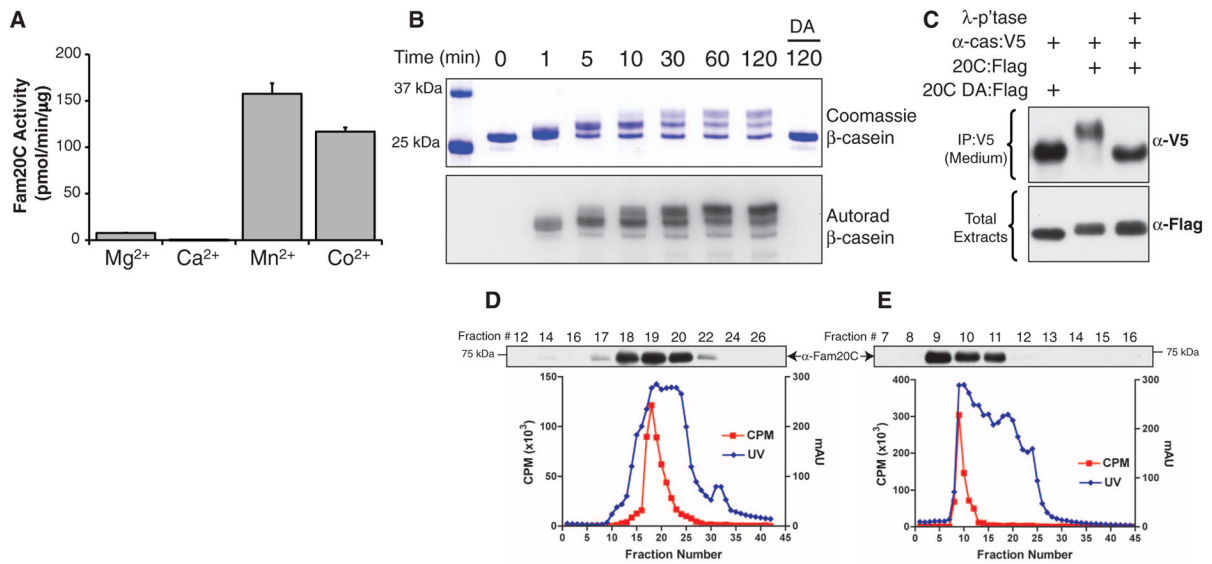 A
Fam20C Activity
(pmol/min/µg)
200
150
100
50
0
Mg2+ Ca2+ Mn2+ Co2+
B
DA
Time (min) 0 1 5 10 30 60 120 120
37 kDa
25 kDa
Coomassie
β-casein
Autorad
β-casein
C
λ-p'tase +
α-cas:V5 + + +
20C:Flag + +
20C DA:Flag +
IP:V5
(Medium)
α-V5
Total
Extracts
α-Flag
D
Fraction # 12 14 16 17 18 19 20 22 24 26
75 kDa
α-Fam20C
CPM (x10³)
150
100
50
0
300
200
100
0
mAU
CPM
UV
0 5 10 15 20 25 30 35 40 45
Fraction Number
E
Fraction # 7 8 9 10 11 12 13 14 15 16
75 kDa
CPM (x10³)
400
300
200
100
0
300
200
100
0
mAU
CPM
UV
0 5 10 15 20 25 30 35 40 45
Fraction Number